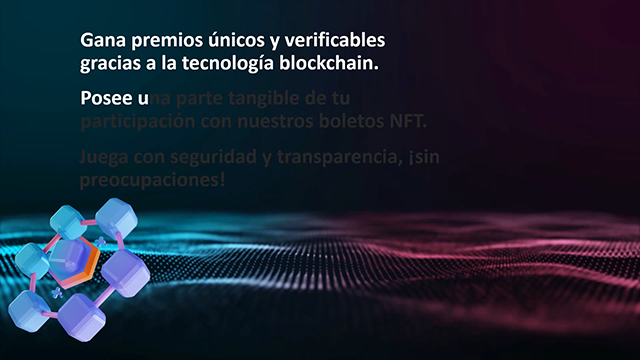 Gana premios únicos y verificables
gracias a la tecnología blockchain.
Posee una parte tangible de tu
participación con nuestros boletos NFT.
Juega con seguridad y transparencia, ¡sin
preocupaciones!